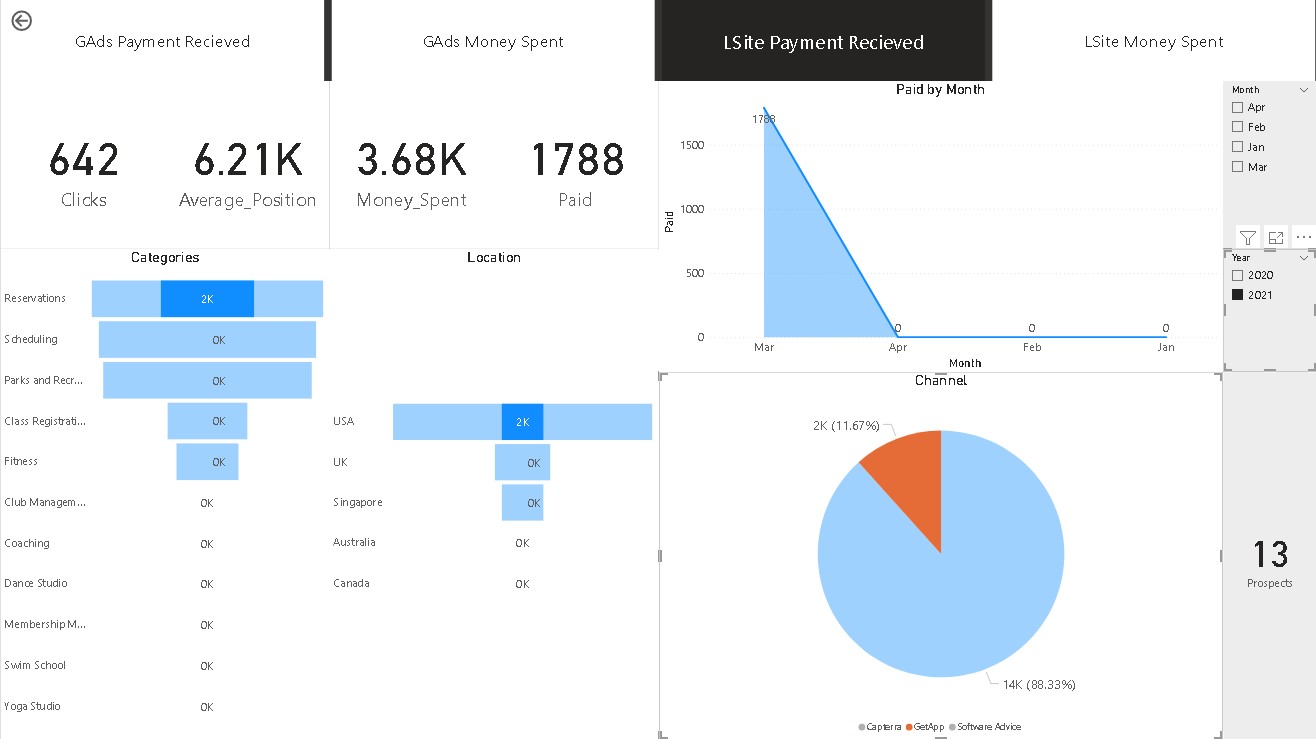 GAds Payment Recieved
GAds Money Spent
LSite Payment Recieved
LSite Money Spent
642
Clicks
6.21K
Average_Position
3.68K
Money_Spent
1788
Paid
Paid by Month
1788
1500
1000
500
0
Paid
0
0
0
Mar
Apr
Feb
Jan
Month
Month
Apr
Feb
Jan
Mar
Year
2020
2021
Categories
Reservations
2K
Scheduling
0K
Parks and Recr...
0K
Class Registrati...
0K
Fitness
0K
Club Managem...
0K
Coaching
0K
Dance Studio
0K
Membership M...
0K
Swim School
0K
Yoga Studio
0K
Location
USA
2K
UK
0K
Singapore
0K
Australia
0K
Canada
0K
Channel
2K (11.67%)
14K (88.33%)
Capterra GetApp Software Advice
13
Prospects